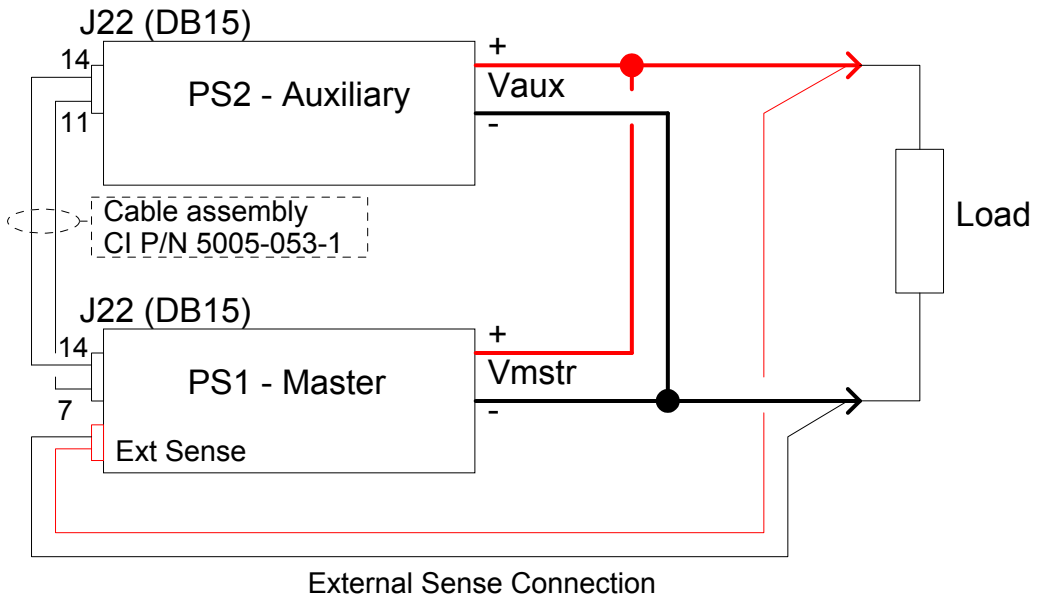 J22 (DB15)
14
11
PS2 - Auxiliary
+
Vaux
-
Cable assembly
CI P/N 5005-053-1
Load
J22 (DB15)
14
7
PS1 - Master
Ext Sense
+
Vmstr
-
External Sense Connection